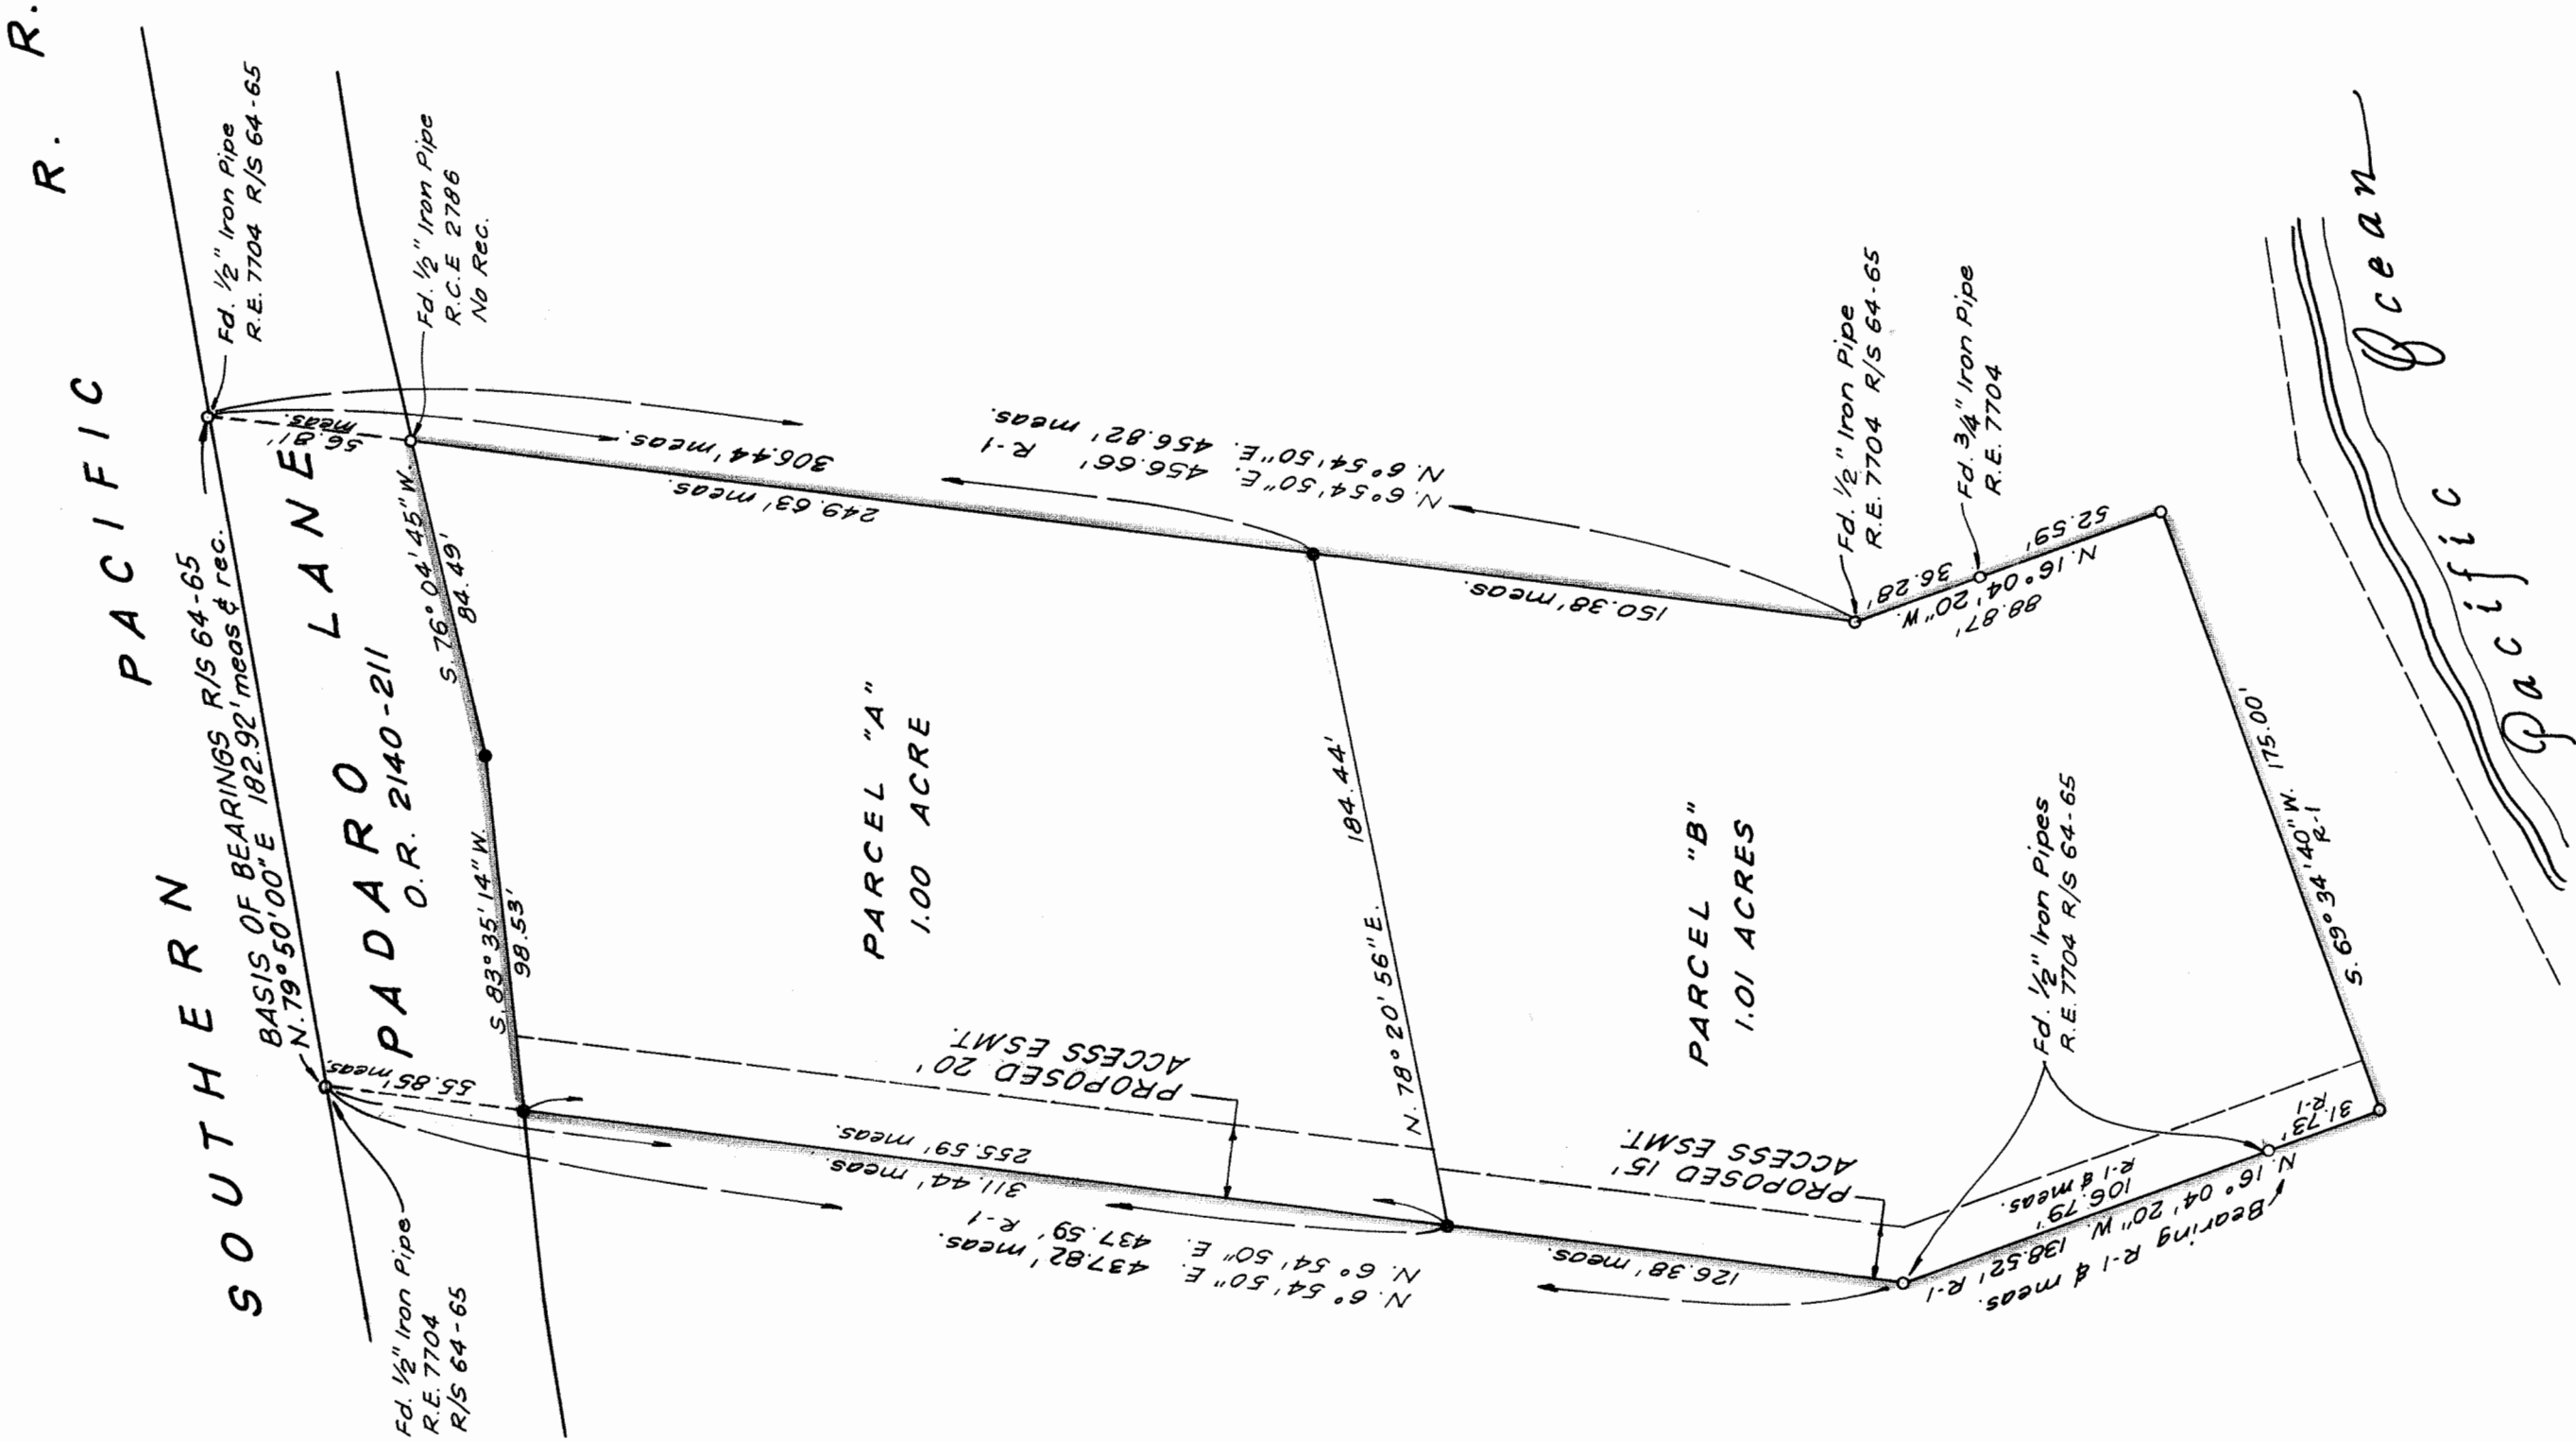 SOUTHERN PACIFIC R. R.
BASIS OF BEARINGS R/S 64-65
N. 79° 50' 00" E 182.92' meas & rec.
PADARO LANE
O.R. 2140-211
Fd. 1/2" Iron Pipe
R.E. 7704 R/S 64-65
Fd. 1/2" Iron Pipe
R.C.E 2786
No Rec.
Fd. 1/2" Iron Pipe
R.E. 7704
R/S 64-65
56.81'
meas.
55.85' meas.
S. 76° 04' 45" W.
84.49'
S. 83° 35' 14" W.
98.53'
306.44' meas.
249.63' meas.
N. 6° 54' 50" E. 456.66' R-1
N. 6° 54' 50" E. 456.82' meas.
150.38' meas.
PARCEL "A"
1.00 ACRE
PROPOSED 20'
ACCESS ESMT.
255.59' meas.
311.44' meas.
N. 6° 54' 50" E. 437.59' R-1
N. 6° 54' 50" E. 437.82' meas.
N. 78° 20' 56" E. 184.44'
PARCEL "B"
1.01 ACRES
PROPOSED 15'
ACCESS ESMT.
126.38' meas.
Fd. 1/2" Iron Pipe
R.E. 7704 R/S 64-65
Fd. 3/4" Iron Pipe
R.E. 7704
36.28'
52.59'
N. 16° 04' 20" W.
88.87'
Fd. 1/2" Iron Pipes
R.E. 7704 R/S 64-65
31.73'
R-1
106.79'
R-1 & meas.
N. 16° 04' 20" W. 138.52' R-1
Bearing R-1 & meas.
S. 69° 34' 40" W. 175.00'
R-1
Pacific Ocean